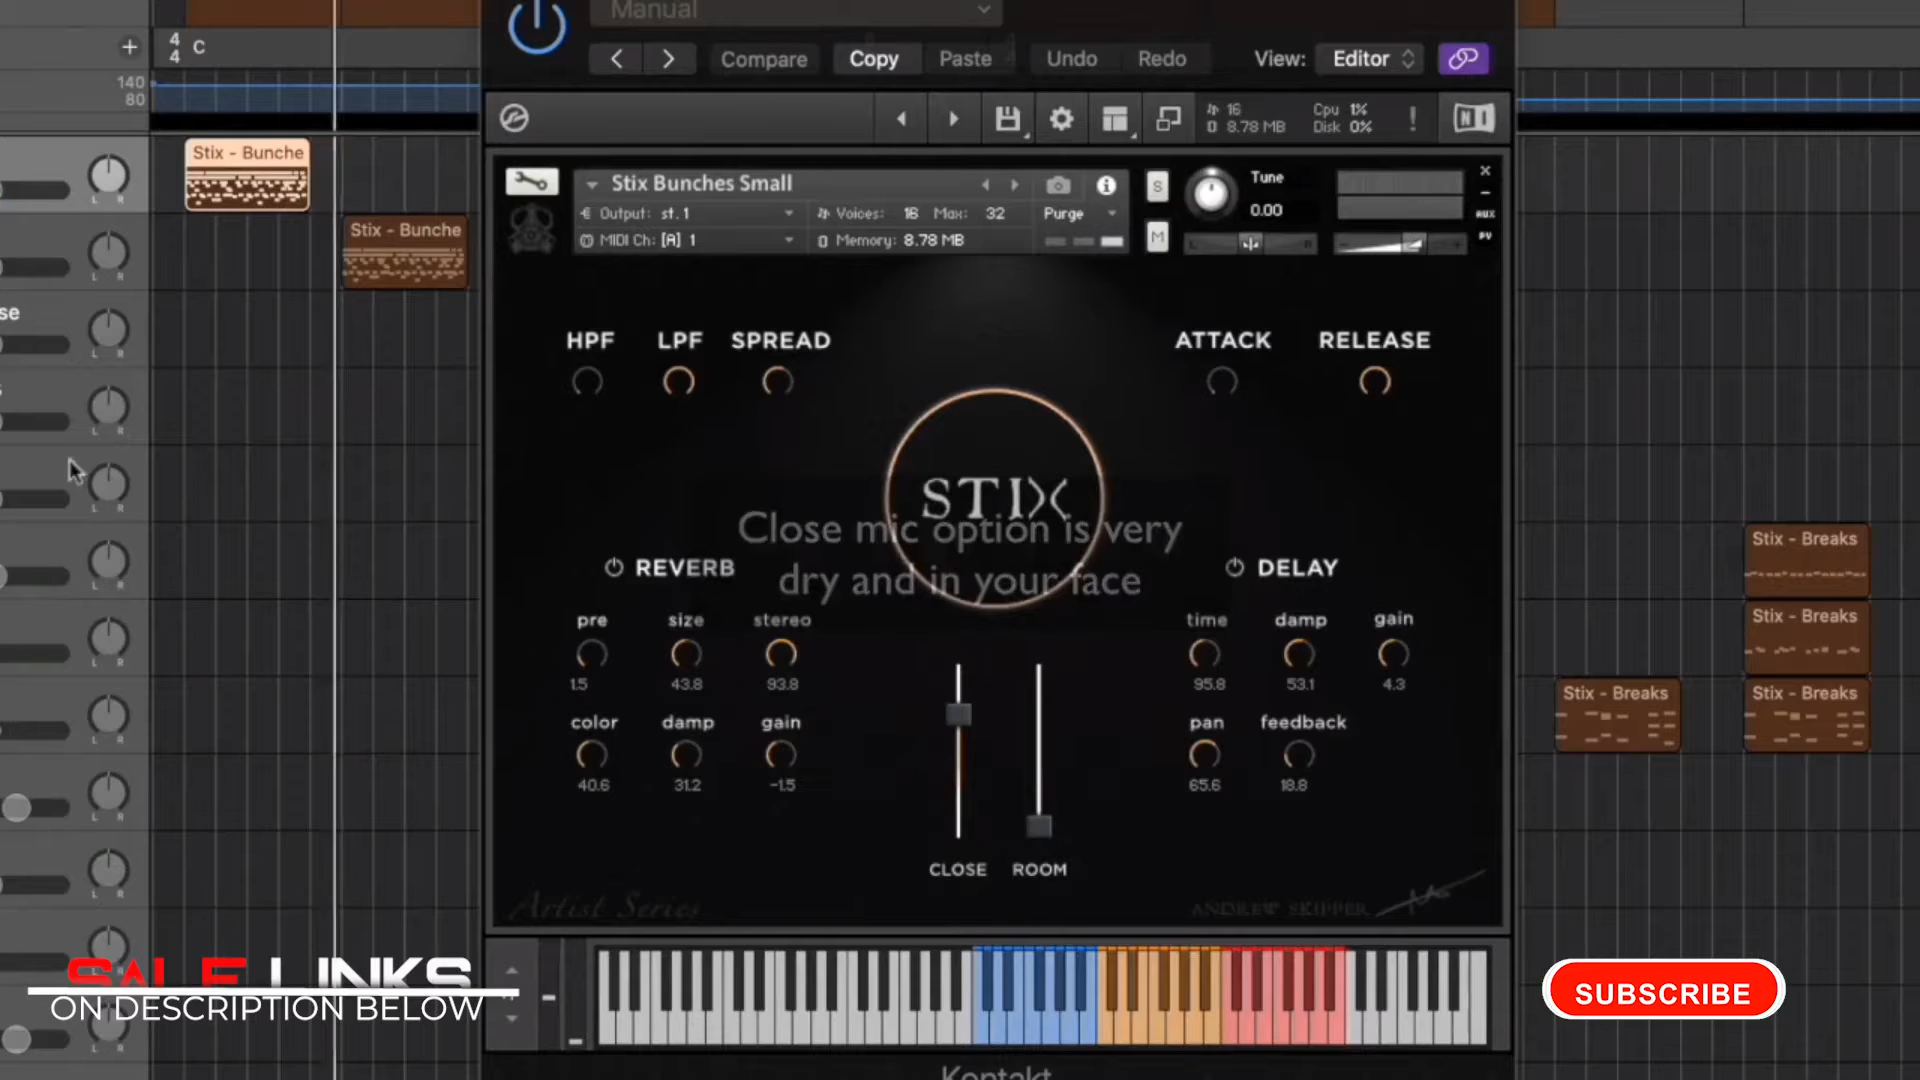 Manual
4
4
C
Compare
Copy
Paste
Undo
Redo
View:
Editor
140
80
16
8.78 MB
Cpu 1%
Disk 0%
!
NI
Stix - Bunche
Stix - Bunche
se
Stix Bunches Small
Output: st.1
Voices: 16 Max: 32
Purge
MIDI Ch: [A] 1
Memory: 8.78 MB
S
M
Tune
0.00
L
R
AUX
PV
HPF
LPF
SPREAD
ATTACK
RELEASE
STIX
Close mic option is very
dry and in your face
REVERB
pre
size
stereo
1.5
43.8
93.8
color
damp
gain
40.6
31.2
-1.5
DELAY
time
damp
gain
95.8
53.1
4.3
pan
feedback
65.6
18.8
CLOSE
ROOM
Artist Series
ANDREW SKIPPER
Stix - Breaks
Stix - Breaks
Stix - Breaks
Stix - Breaks
SALE LINKS
ON DESCRIPTION BELOW
SUBSCRIBE
Kontakt